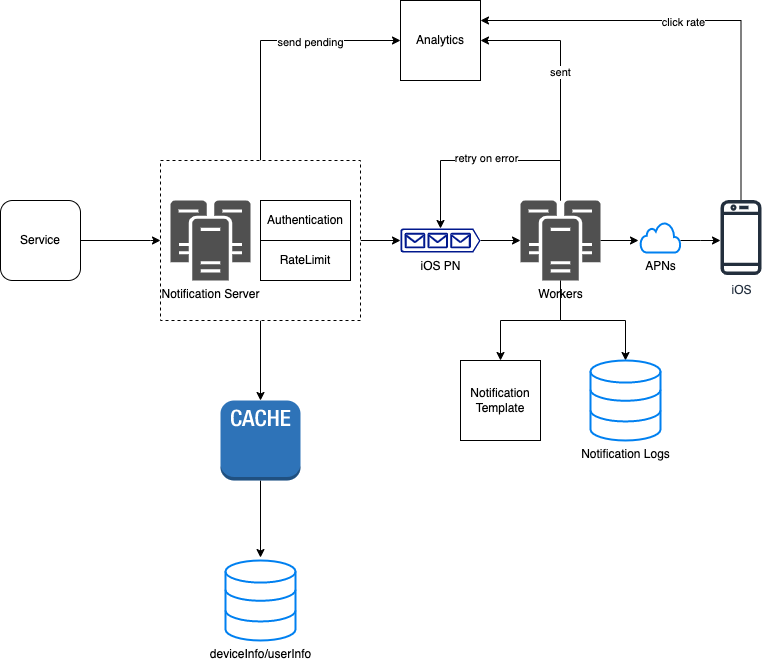 Analytics
click rate
send pending
sent
retry on error
Service
Authentication
RateLimit
Notification Server
iOS PN
Workers
APNs
iOS
CACHE
Notification
Template
Notification Logs
deviceInfo/userInfo